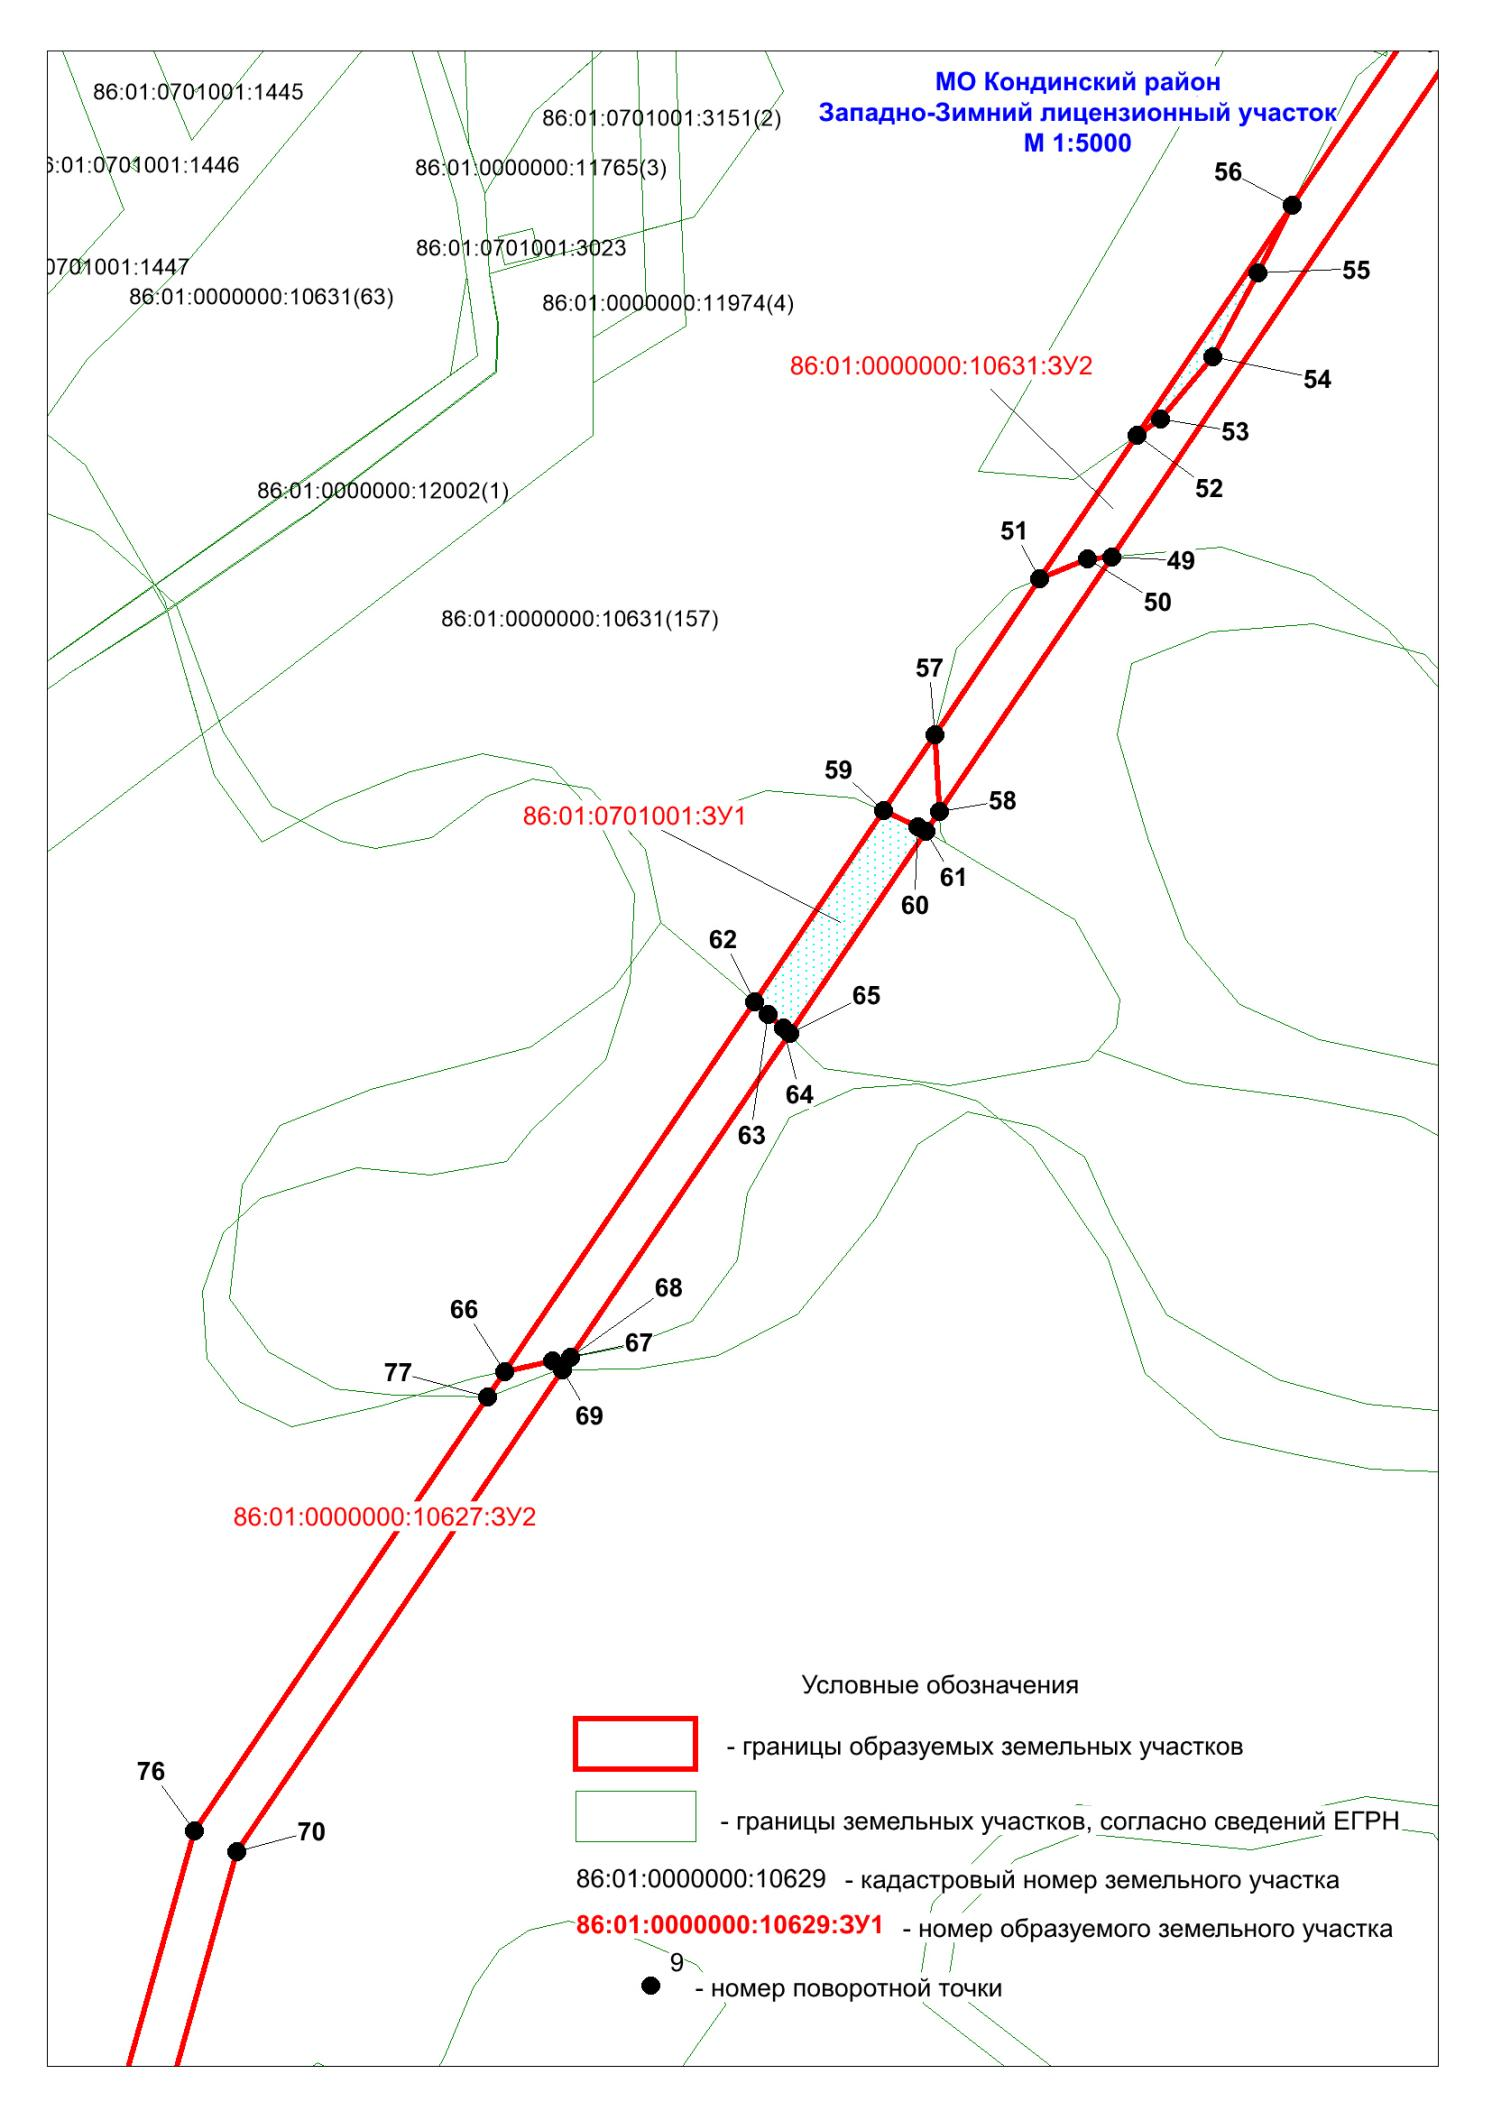 МО Кондинский район
Западно-Зимний лицензионный участок
М 1:5000
86:01:0701001:1445
86:01:0701001:3151(2)
:01:0701001:1446
86:01:0000000:11765(3)
56
86:01:0701001:3023
0701001:1447
55
86:01:0000000:10631(63)
86:01:0000000:11974(4)
86:01:0000000:10631:ЗУ2
54
53
86:01:0000000:12002(1)
52
51
49
50
86:01:0000000:10631(157)
57
59
58
86:01:0701001:ЗУ1
61
60
62
65
64
63
68
66
67
77
69
86:01:0000000:10627:ЗУ2
Условные обозначения
- границы образуемых земельных участков
76
- границы земельных участков, согласно сведений ЕГРН
70
86:01:0000000:10629 - кадастровый номер земельного участка
86:01:0000000:10629:ЗУ1 - номер образуемого земельного участка
9
- номер поворотной точки